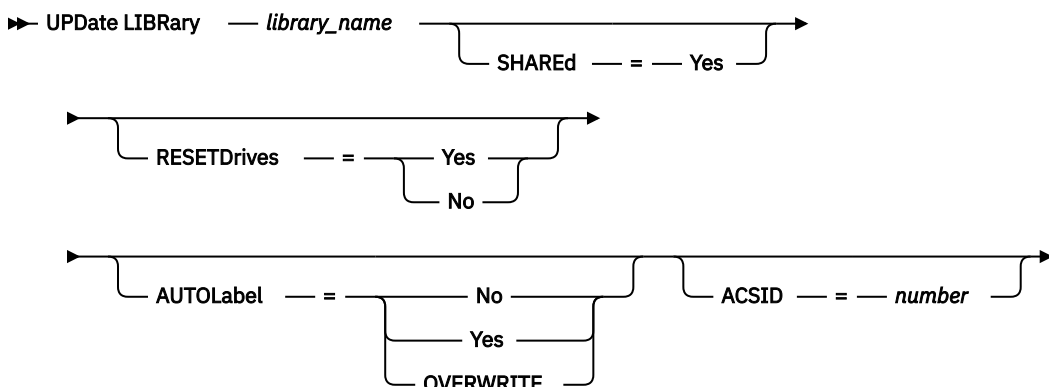 UPDate LIBRary — library_name
SHAREd — = — Yes
RESETDrives — = Yes
No
AUTOLabel — = No
Yes
OVERWRITE
ACSID — = — number